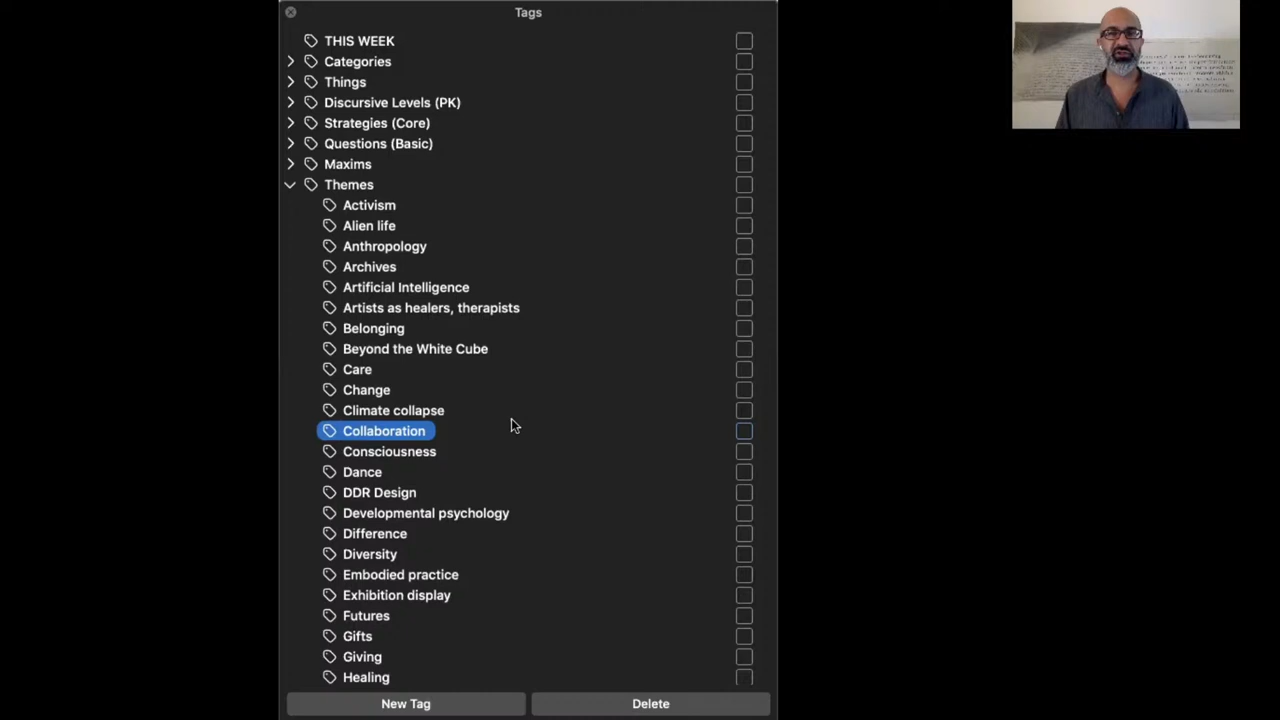 Tags
THIS WEEK
Categories
Things
Discursive Levels (PK)
Strategies (Core)
Questions (Basic)
Maxims
Themes
Activism
Alien life
Anthropology
Archives
Artificial Intelligence
Artists as healers, therapists
Belonging
Beyond the White Cube
Care
Change
Climate collapse
Collaboration
Consciousness
Dance
DDR Design
Developmental psychology
Difference
Diversity
Embodied practice
Exhibition display
Futures
Gifts
Giving
Healing
New Tag
Delete